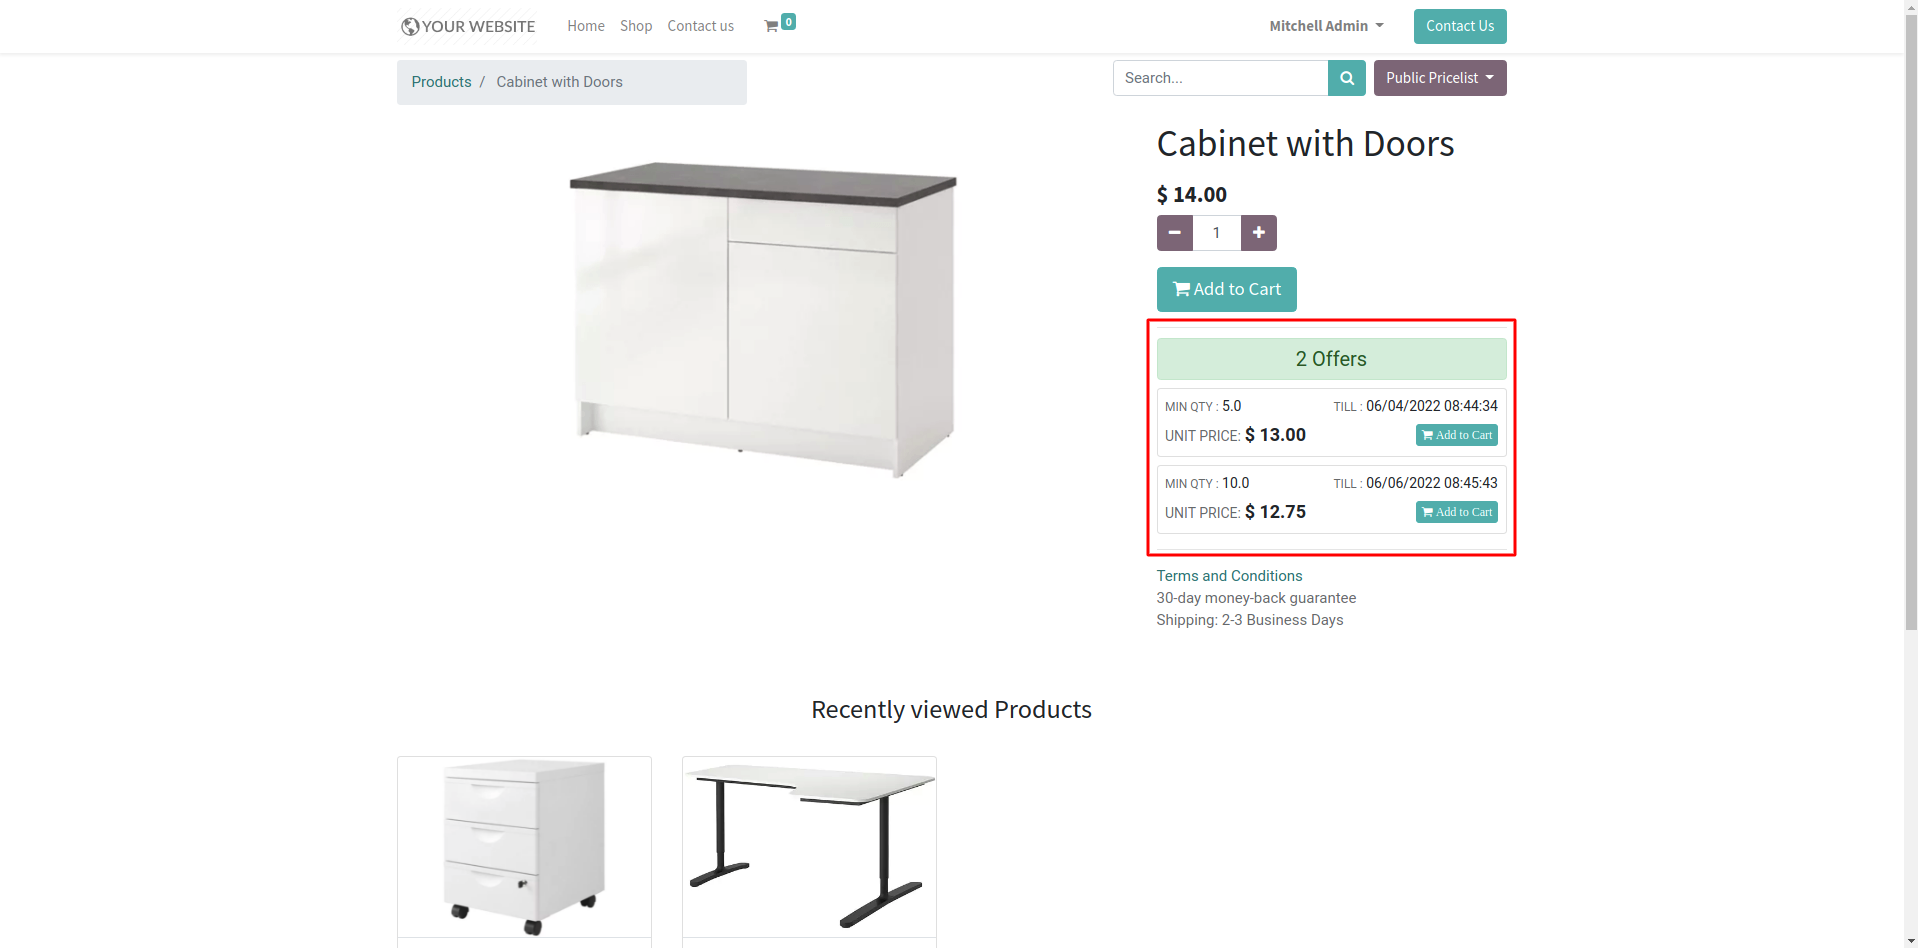 YOUR WEBSITE Home Shop Contact us 0 Mitchell Admin Contact Us
Products / Cabinet with Doors
Search... Public Pricelist
Cabinet with Doors
$ 14.00
1
Add to Cart
2 Offers
MIN QTY : 5.0 TILL : 06/04/2022 08:44:34
UNIT PRICE: $ 13.00 Add to Cart
MIN QTY : 10.0 TILL : 06/06/2022 08:45:43
UNIT PRICE: $ 12.75 Add to Cart
Terms and Conditions
30-day money-back guarantee
Shipping: 2-3 Business Days
Recently viewed Products